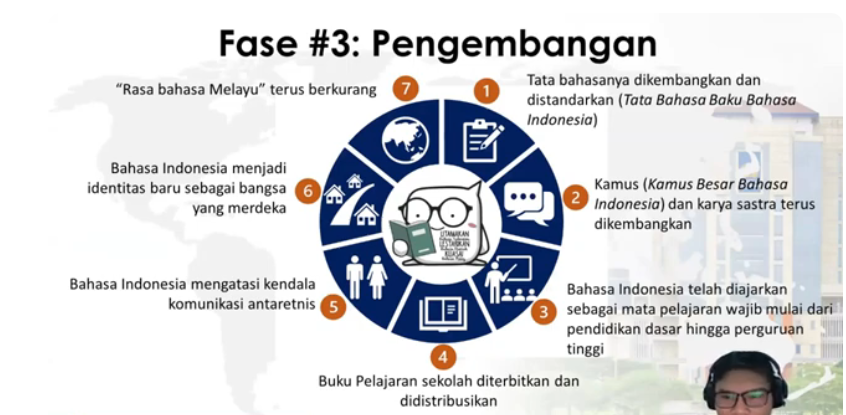 Fase #3: Pengembangan
1
Tata bahasanya dikembangkan dan
distandarkan (Tata Bahasa Baku Bahasa
Indonesia)
2
Kamus (Kamus Besar Bahasa
Indonesia) dan karya sastra terus
dikembangkan
3
Bahasa Indonesia telah diajarkan
sebagai mata pelajaran wajib mulai dari
pendidikan dasar hingga perguruan
tinggi
4
Buku Pelajaran sekolah diterbitkan dan
didistribusikan
5
Bahasa Indonesia mengatasi kendala
komunikasi antaretnis
6
Bahasa Indonesia menjadi
identitas baru sebagai bangsa
yang merdeka
7
“Rasa bahasa Melayu” terus berkurang
UTAMAKAN
LESTARIKAN
KUASAI